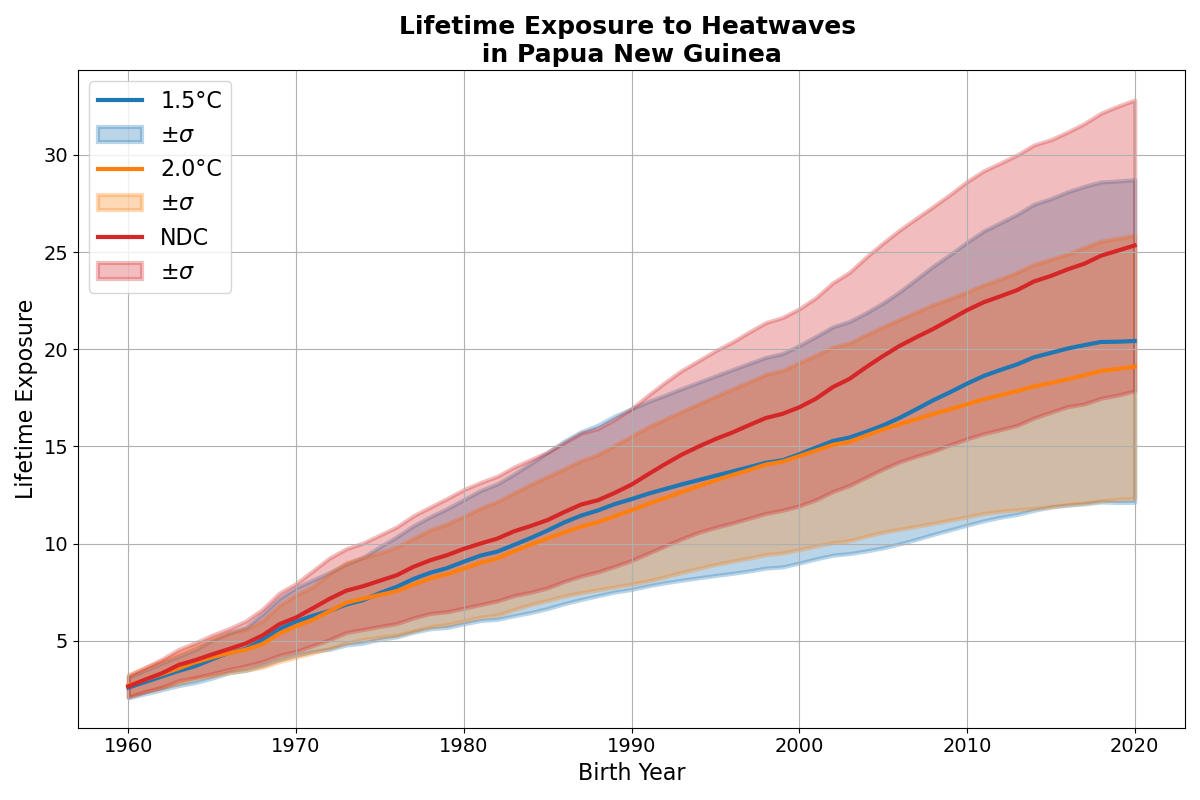 Lifetime Exposure to Heatwaves
in Papua New Guinea
1.5°C
±σ
2.0°C
±σ
NDC
±σ
Lifetime Exposure
30
25
20
15
10
5
1960 1970 1980 1990 2000 2010 2020
Birth Year